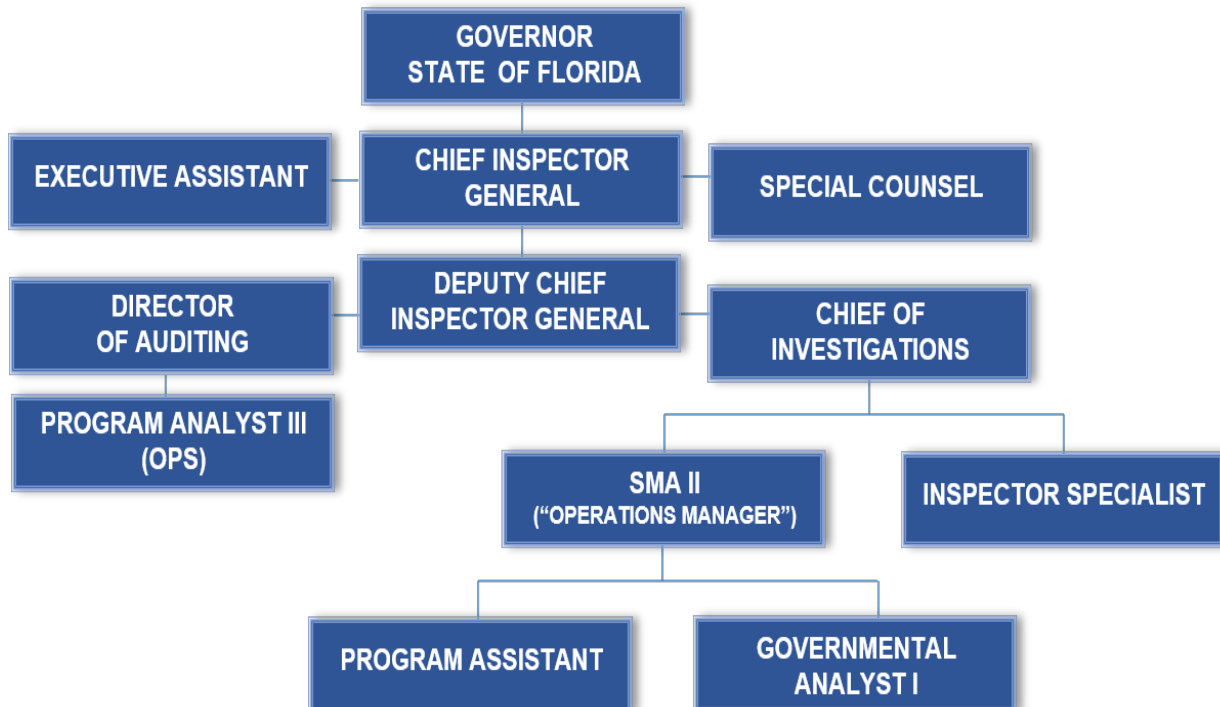 GOVERNOR
STATE OF FLORIDA
EXECUTIVE ASSISTANT
CHIEF INSPECTOR
GENERAL
SPECIAL COUNSEL
DIRECTOR
OF AUDITING
DEPUTY CHIEF
INSPECTOR GENERAL
CHIEF OF
INVESTIGATIONS
PROGRAM ANALYST III
(OPS)
SMA II
(“OPERATIONS MANAGER”)
INSPECTOR SPECIALIST
PROGRAM ASSISTANT
GOVERNMENTAL
ANALYST I